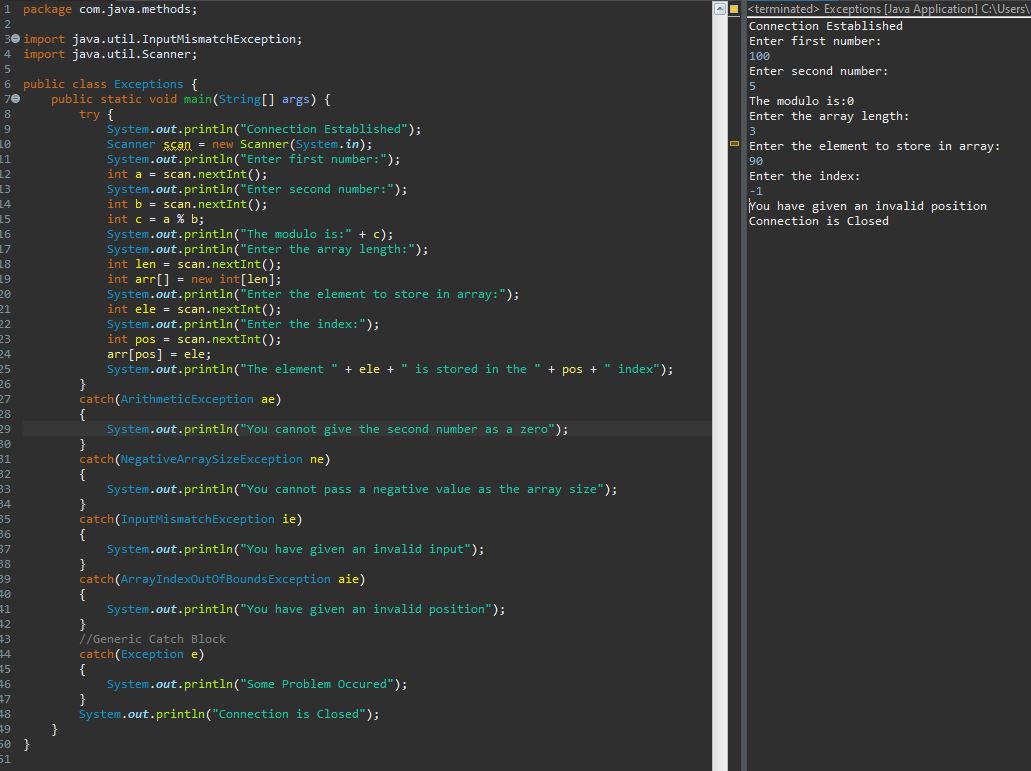 1 package com.java.methods;
2
3 import java.util.InputMismatchException;
4 import java.util.Scanner;
5
6 public class Exceptions {
7 public static void main(String[] args) {
8 try {
9 System.out.println("Connection Established");
10 Scanner scan = new Scanner(System.in);
11 System.out.println("Enter first number:");
12 int a = scan.nextInt();
13 System.out.println("Enter second number:");
14 int b = scan.nextInt();
15 int c = a % b;
16 System.out.println("The modulo is:" + c);
17 System.out.println("Enter the array length:");
18 int len = scan.nextInt();
19 int arr[] = new int[len];
20 System.out.println("Enter the element to store in array:");
21 int ele = scan.nextInt();
22 System.out.println("Enter the index:");
23 int pos = scan.nextInt();
24 arr[pos] = ele;
25 System.out.println("The element " + ele + " is stored in the " + pos + " index");
26 }
27 catch(ArithmeticException ae)
28 {
29 System.out.println("You cannot give the second number as a zero");
30 }
31 catch(NegativeArraySizeException ne)
32 {
33 System.out.println("You cannot pass a negative value as the array size");
34 }
35 catch(InputMismatchException ie)
36 {
37 System.out.println("You have given an invalid input");
38 }
39 catch(ArrayIndexOutOfBoundsException aie)
40 {
41 System.out.println("You have given an invalid position");
42 }
43 //Generic Catch Block
44 catch(Exception e)
45 {
46 System.out.println("Some Problem Occured");
47 }
48 System.out.println("Connection is Closed");
49 }
50 }
51
<terminated> Exceptions [Java Application] C:\Users\
Connection Established
Enter first number:
100
Enter second number:
5
The modulo is:0
Enter the array length:
3
Enter the element to store in array:
90
Enter the index:
-1
You have given an invalid position
Connection is Closed